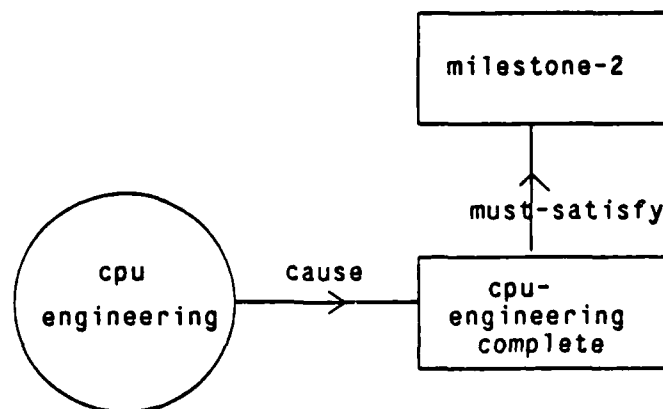 milestone-2
must-satisfy
cpu
engineering
cause
cpu-
engineering
complete